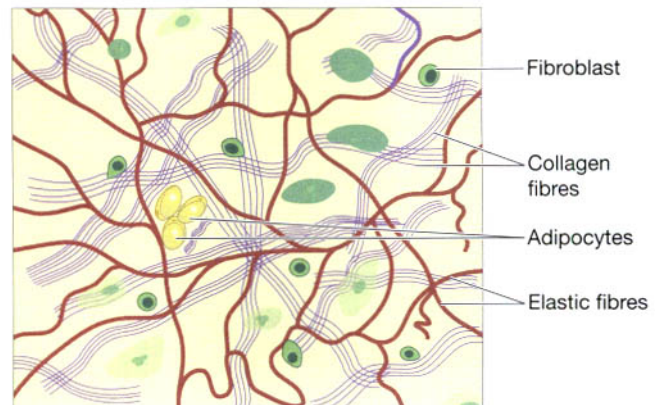 Fibroblast
Collagen
fibres
Adipocytes
Elastic fibres